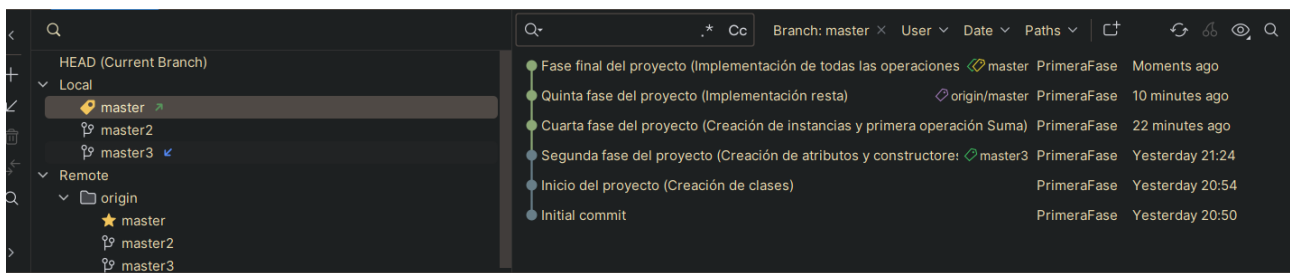 .* Cc Branch: master × User Date Paths
HEAD (Current Branch)
Local
master
master2
master3
Remote
origin
master
master2
master3
Fase final del proyecto (Implementación de todas las operaciones master PrimeraFase Moments ago
Quinta fase del proyecto (Implementación resta) origin/master PrimeraFase 10 minutes ago
Cuarta fase del proyecto (Creación de instancias y primera operación Suma) PrimeraFase 22 minutes ago
Segunda fase del proyecto (Creación de atributos y constructore: master3 PrimeraFase Yesterday 21:24
Inicio del proyecto (Creación de clases) PrimeraFase Yesterday 20:54
Initial commit PrimeraFase Yesterday 20:50